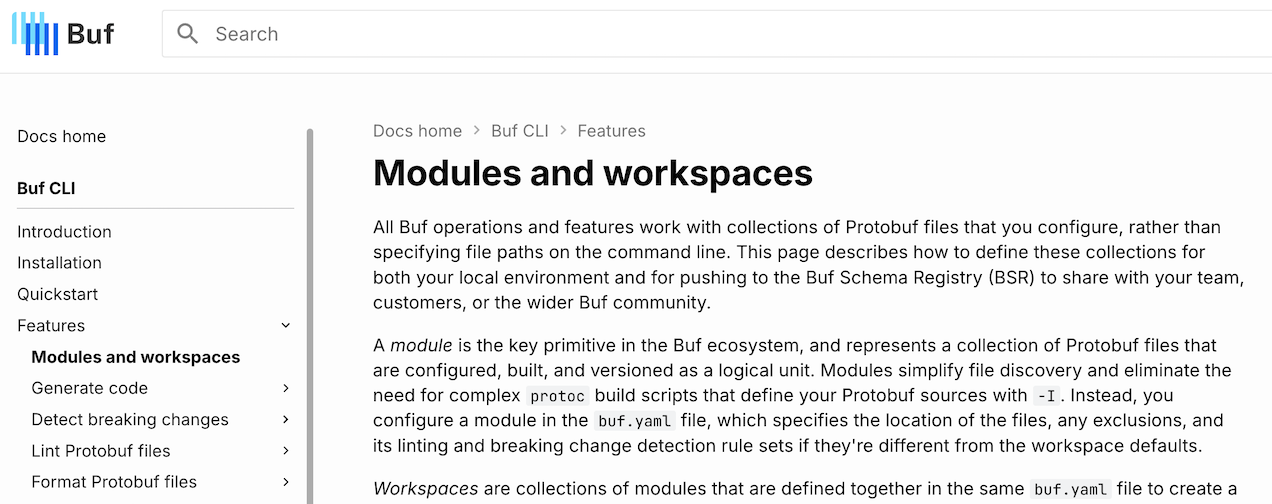 Buf
Search
Docs home
Buf CLI
Introduction
Installation
Quickstart
Features
Modules and workspaces
Generate code
Detect breaking changes
Lint Protobuf files
Format Protobuf files
Docs home > Buf CLI > Features
Modules and workspaces
All Buf operations and features work with collections of Protobuf files that you configure, rather than
specifying file paths on the command line. This page describes how to define these collections for
both your local environment and for pushing to the Buf Schema Registry (BSR) to share with your team,
customers, or the wider Buf community.
A module is the key primitive in the Buf ecosystem, and represents a collection of Protobuf files that
are configured, built, and versioned as a logical unit. Modules simplify file discovery and eliminate the
need for complex protoc build scripts that define your Protobuf sources with -I. Instead, you
configure a module in the buf.yaml file, which specifies the location of the files, any exclusions, and
its linting and breaking change detection rule sets if they're different from the workspace defaults.
Workspaces are collections of modules that are defined together in the same buf.yaml file to create a